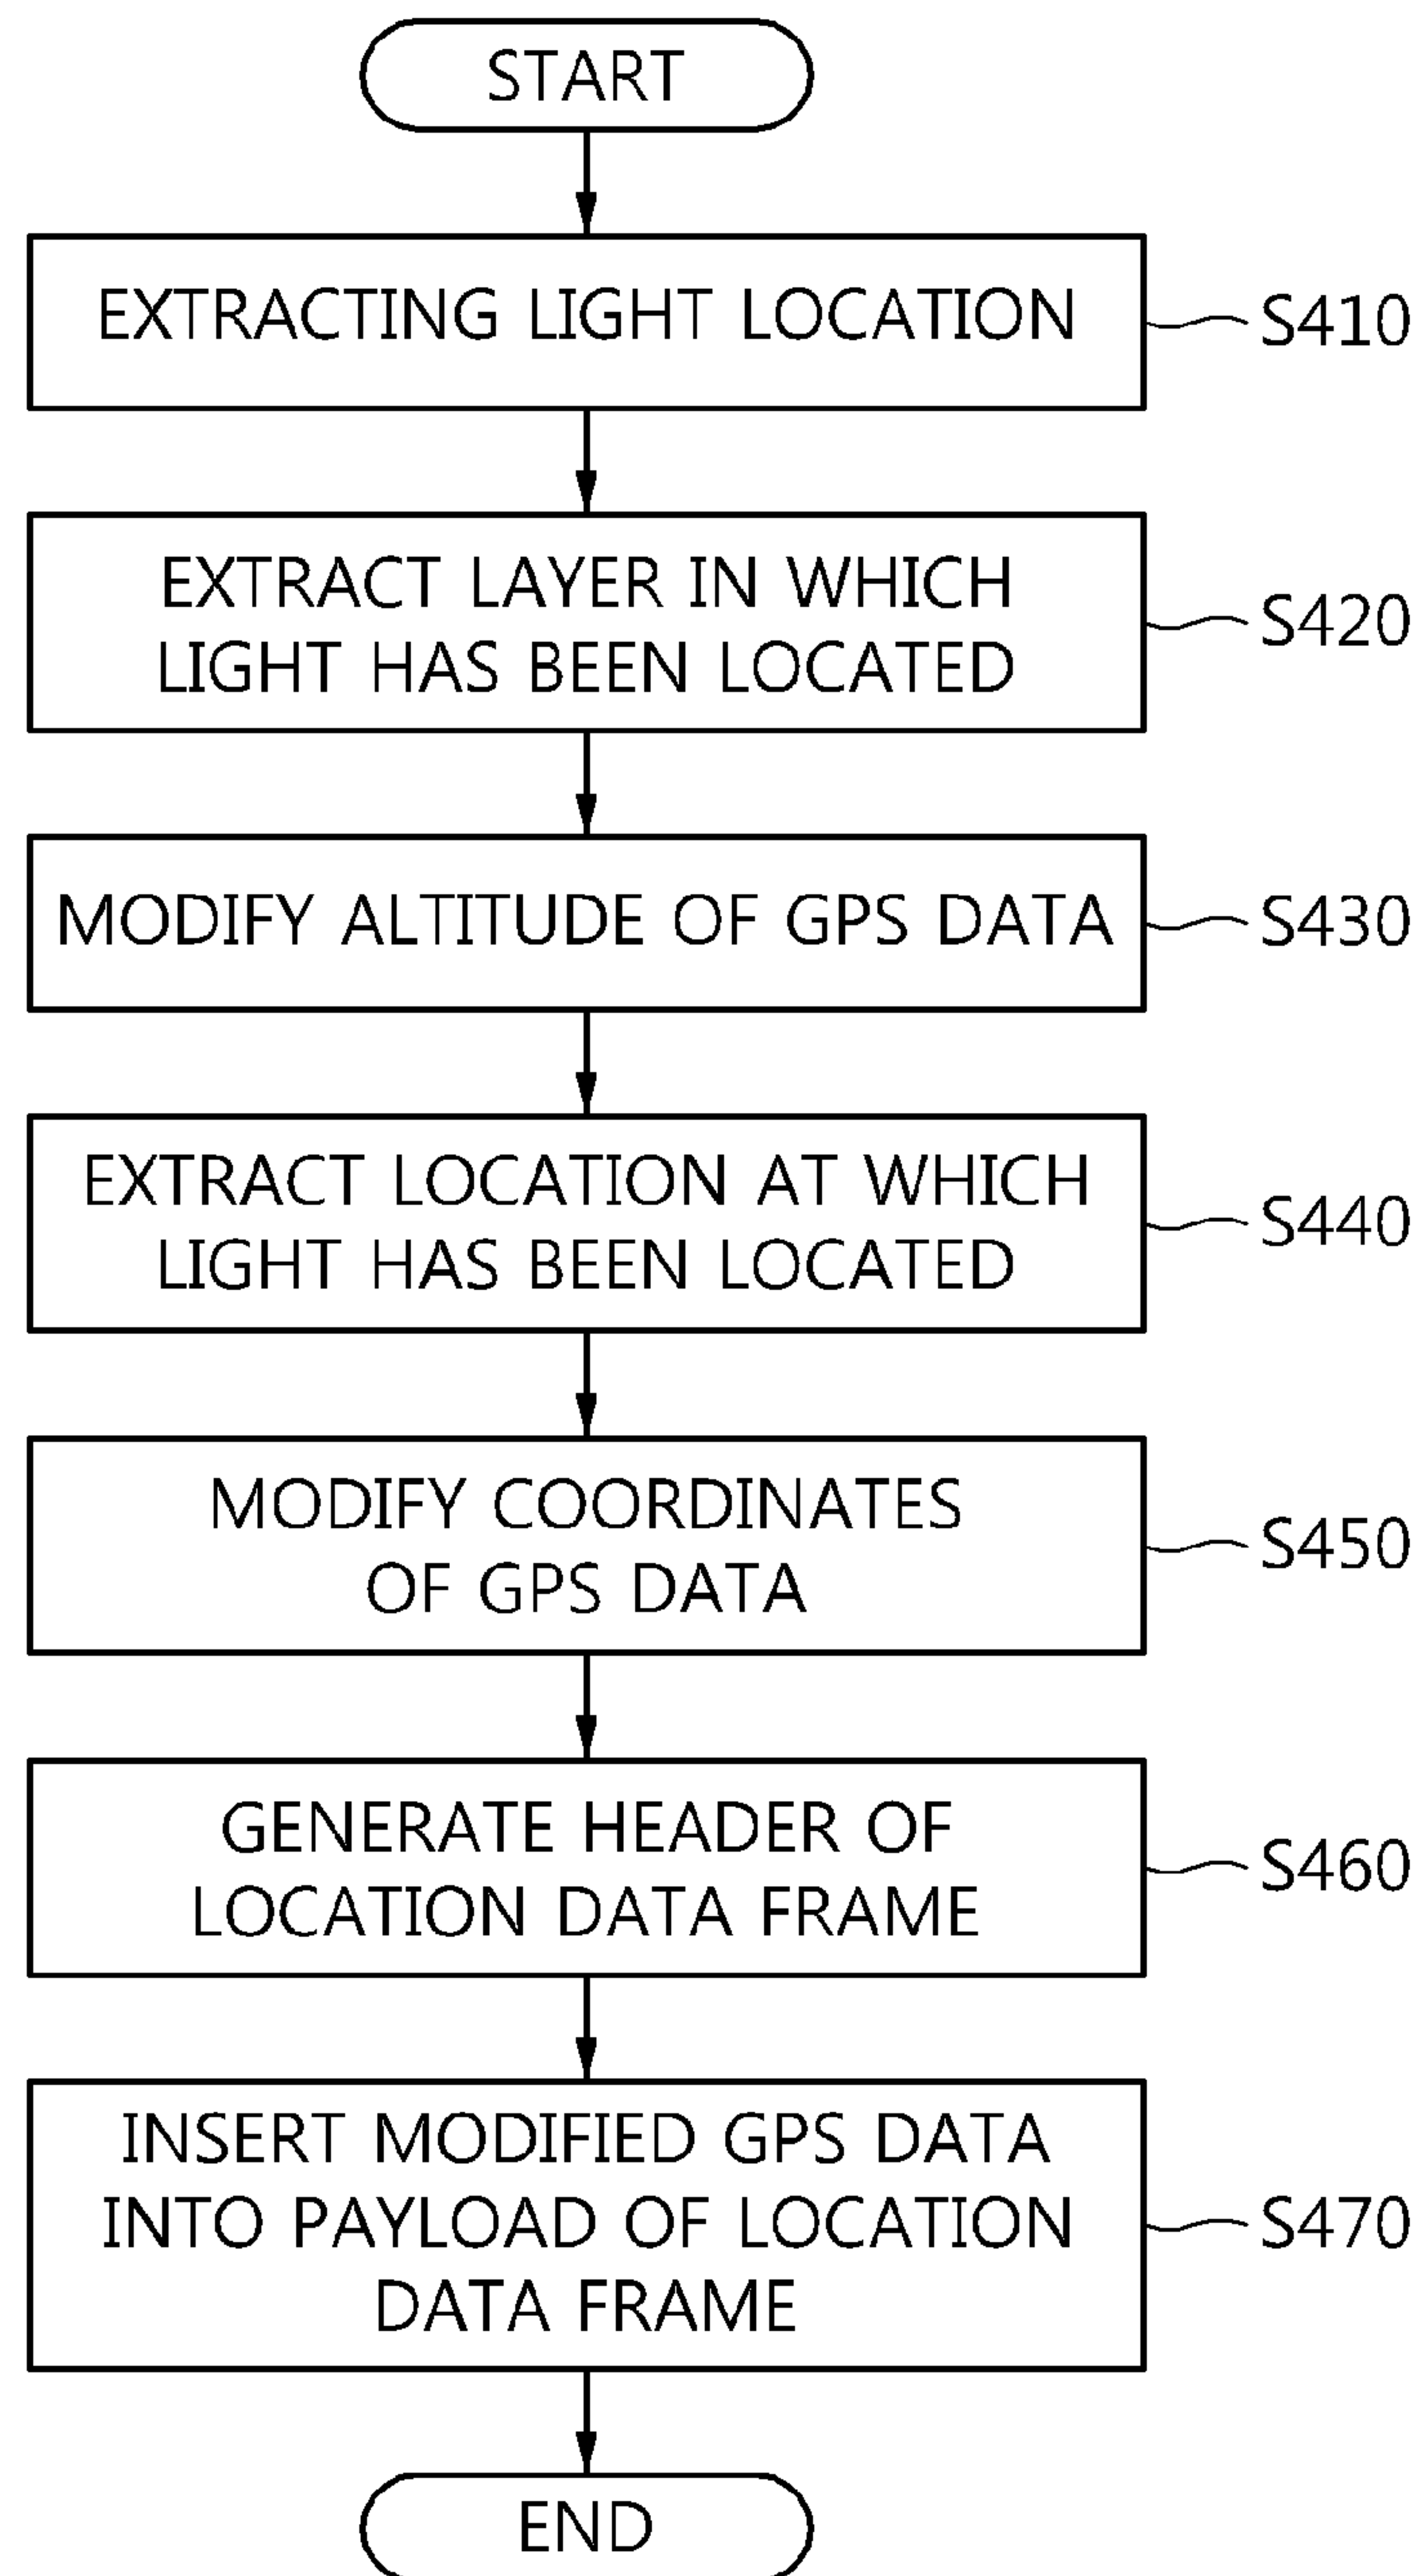 START
EXTRACTING LIGHT LOCATION
S410
EXTRACT LAYER IN WHICH
LIGHT HAS BEEN LOCATED
S420
MODIFY ALTITUDE OF GPS DATA
S430
EXTRACT LOCATION AT WHICH
LIGHT HAS BEEN LOCATED
S440
MODIFY COORDINATES
OF GPS DATA
S450
GENERATE HEADER OF
LOCATION DATA FRAME
S460
INSERT MODIFIED GPS DATA
INTO PAYLOAD OF LOCATION
DATA FRAME
S470
END